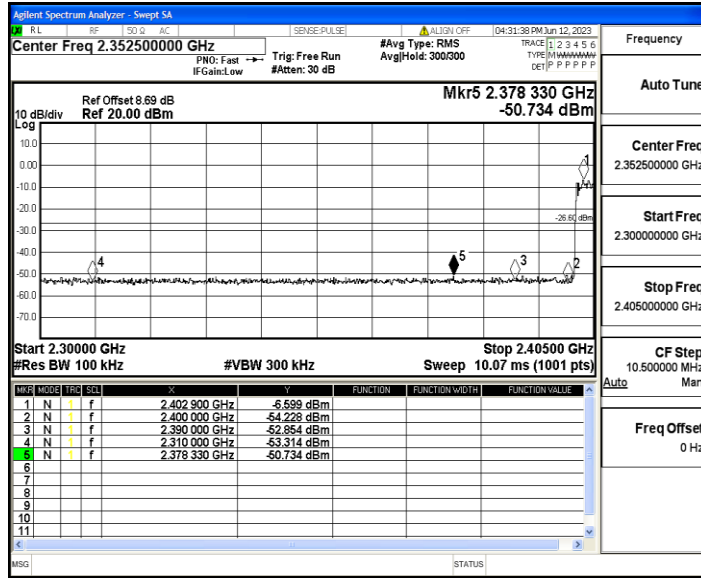 Agilent Spectrum Analyzer - Swept SA
RL RF 50 Ω AC SENSE:PULSE ALIGN OFF 04:31:38 PM Jun 12, 2023
Center Freq 2.352500000 GHz #Avg Type: RMS TRACE 1 2 3 4 5 6
PNO: Fast Trig: Free Run Avg|Hold: 300/300 TYPE MWWWWW
IFGain:Low #Atten: 30 dB DET P P P P P P
Frequency
Auto Tune
Center Freq
2.352500000 GHz
Start Freq
2.300000000 GHz
Stop Freq
2.405000000 GHz
CF Step
10.500000 MHz
Auto Man
Freq Offset
0 Hz
Mkr5 2.378 330 GHz
Ref Offset 8.69 dB
10 dB/div Ref 20.00 dBm -50.734 dBm
Log
10.0
0.00
-10.0
-20.0
-30.0
-40.0
-50.0
-60.0
-70.0
1
-26.60 dBm
4
5
3
2
Start 2.30000 GHz Stop 2.40500 GHz
#Res BW 100 kHz #VBW 300 kHz Sweep 10.07 ms (1001 pts)
MKR MODE TRC SCL X Y FUNCTION FUNCTION WIDTH FUNCTION VALUE
1 N 1 f 2.402 900 GHz -6.599 dBm
2 N 1 f 2.400 000 GHz -54.228 dBm
3 N 1 f 2.390 000 GHz -52.854 dBm
4 N 1 f 2.310 000 GHz -53.314 dBm
5 N 1 f 2.378 330 GHz -50.734 dBm
6
7
8
9
10
11
MSG STATUS